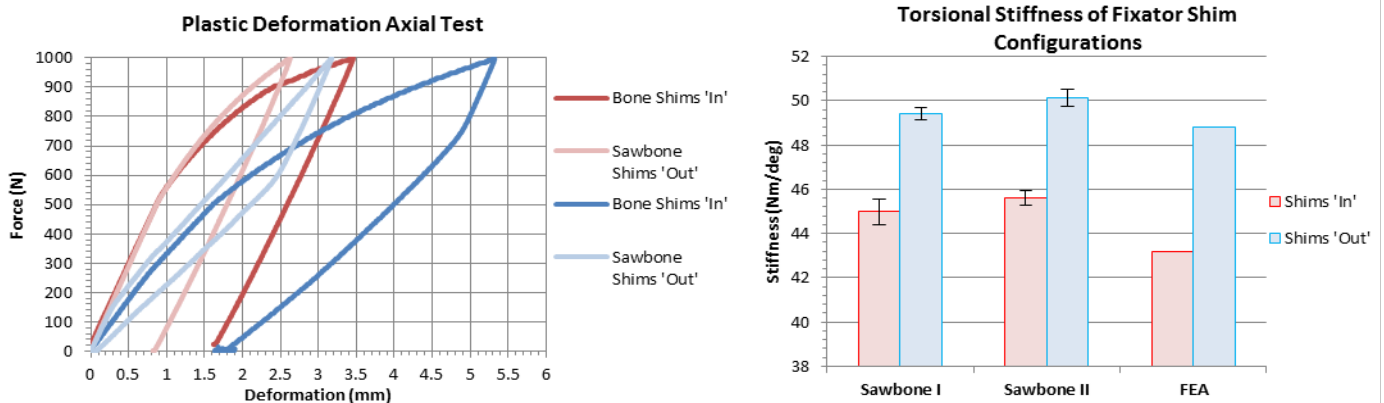 Plastic Deformation Axial Test
Force (N)
1000
900
800
700
600
500
400
300
200
100
0
0 0.5 1 1.5 2 2.5 3 3.5 4 4.5 5 5.5 6
Deformation (mm)
Bone Shims 'In'
Sawbone
Shims 'Out'
Bone Shims 'In'
Sawbone
Shims 'Out'
Torsional Stiffness of Fixator Shim
Configurations
Stiffness (Nm/deg)
52
50
48
46
44
42
40
38
Sawbone I Sawbone II FEA
Shims 'In'
Shims 'Out'